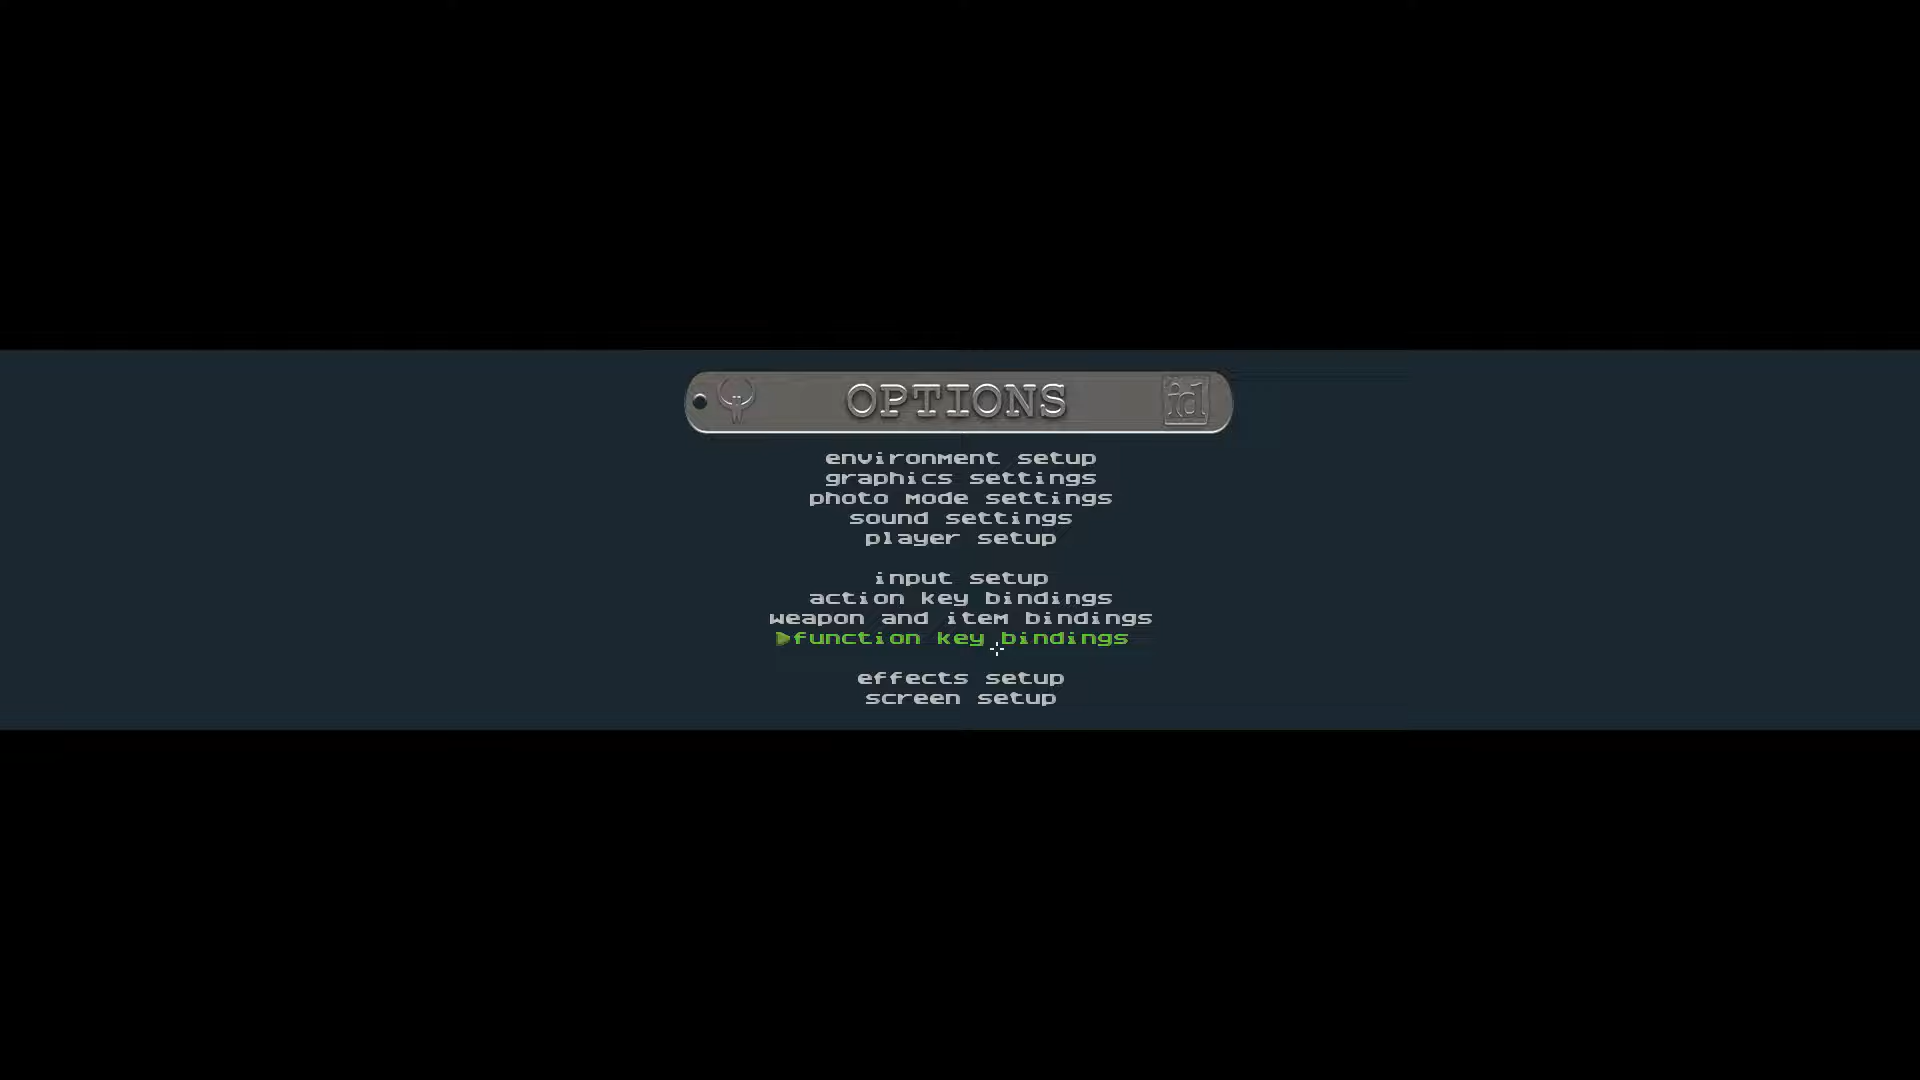 OPTIONS
id
environment setup
graphics settings
photo mode settings
sound settings
player setup
input setup
action key bindings
weapon and item bindings
function key bindings
effects setup
screen setup